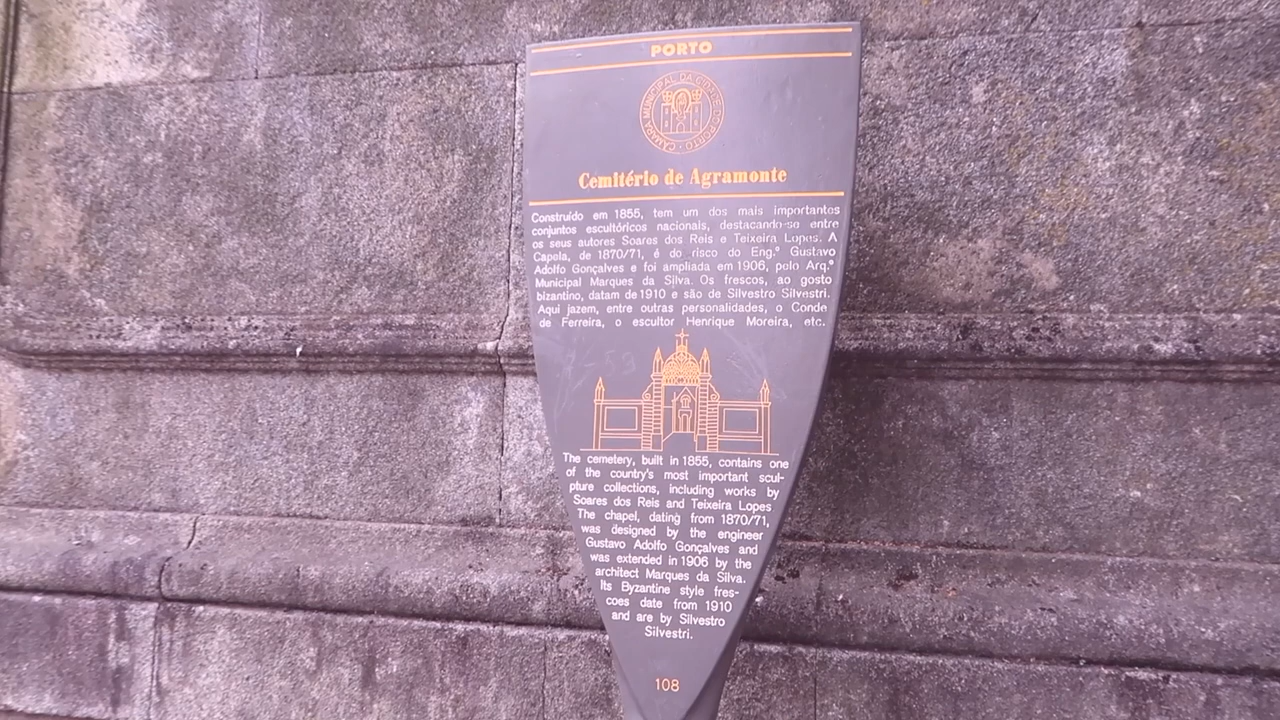 PORTO
CÂMARA MUNICIPAL DA CIDADE DO PORTO
Cemitério de Agramonte
Construído em 1855, tem um dos mais importantes
conjuntos escultóricos nacionais, destacando-se entre
os seus autores Soares dos Reis e Teixeira Lopes. A
Capela, de 1870/71, é do risco do Eng.º Gustavo
Adolfo Gonçalves e foi ampliada em 1906, pelo Arq.º
Municipal Marques da Silva. Os frescos, ao gosto
bizantino, datam de 1910 e são de Silvestro Silvestri.
Aqui jazem, entre outras personalidades, o Conde
de Ferreira, o escultor Henrique Moreira, etc.
The cemetery, built in 1855, contains one
of the country's most important scul-
pture collections, including works by
Soares dos Reis and Teixeira Lopes
The chapel, dating from 1870/71,
was designed by the engineer
Gustavo Adolfo Gonçalves and
was extended in 1906 by the
architect Marques da Silva.
Its Byzantine style fres-
coes date from 1910
and are by Silvestro
Silvestri.
108